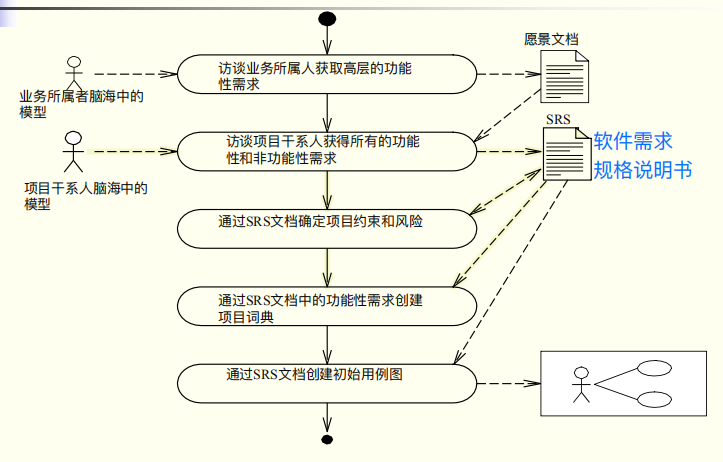 愿景文档
访谈业务所属人获取高层的功能
性需求
业务所属者脑海中的
模型
SRS
访谈项目干系人获得所有的功能
性和非功能性需求
软件需求
规格说明书
项目干系人脑海中的
模型
通过SRS文档确定项目约束和风险
通过SRS文档中的功能性需求创建
项目词典
通过SRS文档创建初始用例图